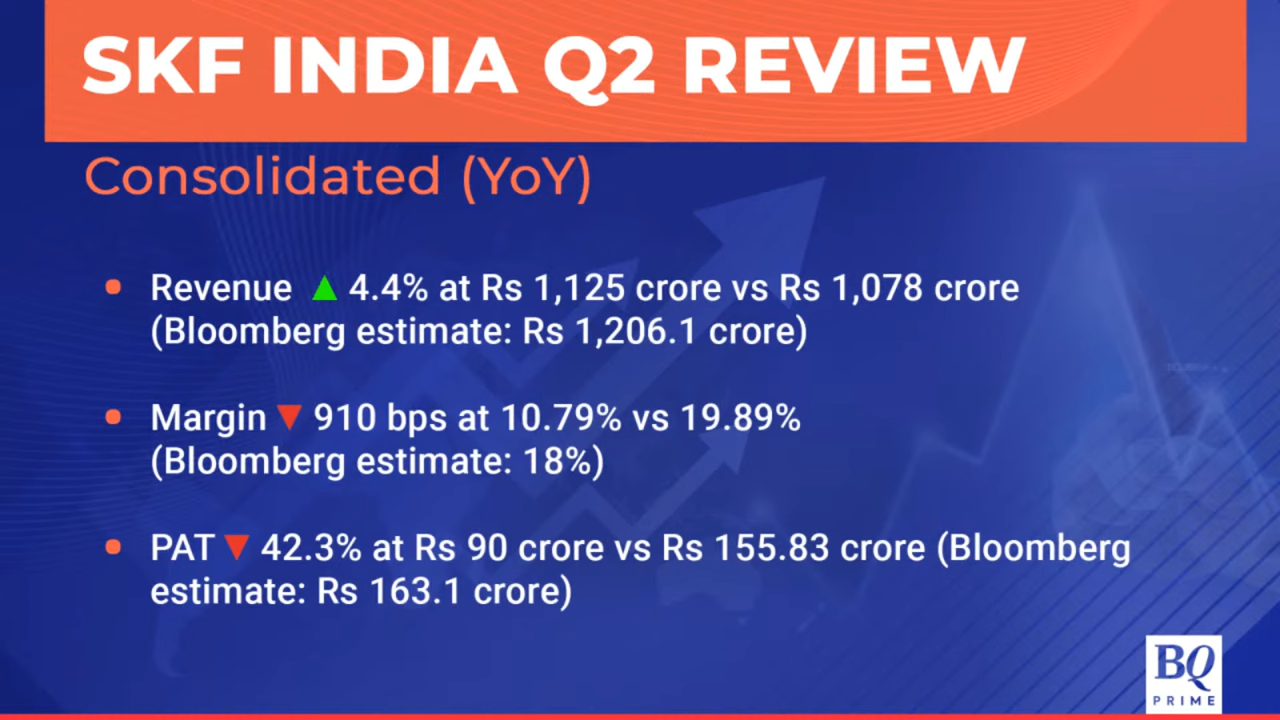 SKF INDIA Q2 REVIEW
Consolidated (YoY)
• Revenue ▲ 4.4% at Rs 1,125 crore vs Rs 1,078 crore
(Bloomberg estimate: Rs 1,206.1 crore)
• Margin ▼ 910 bps at 10.79% vs 19.89%
(Bloomberg estimate: 18%)
• PAT ▼ 42.3% at Rs 90 crore vs Rs 155.83 crore (Bloomberg
estimate: Rs 163.1 crore)
BQ
PRIME